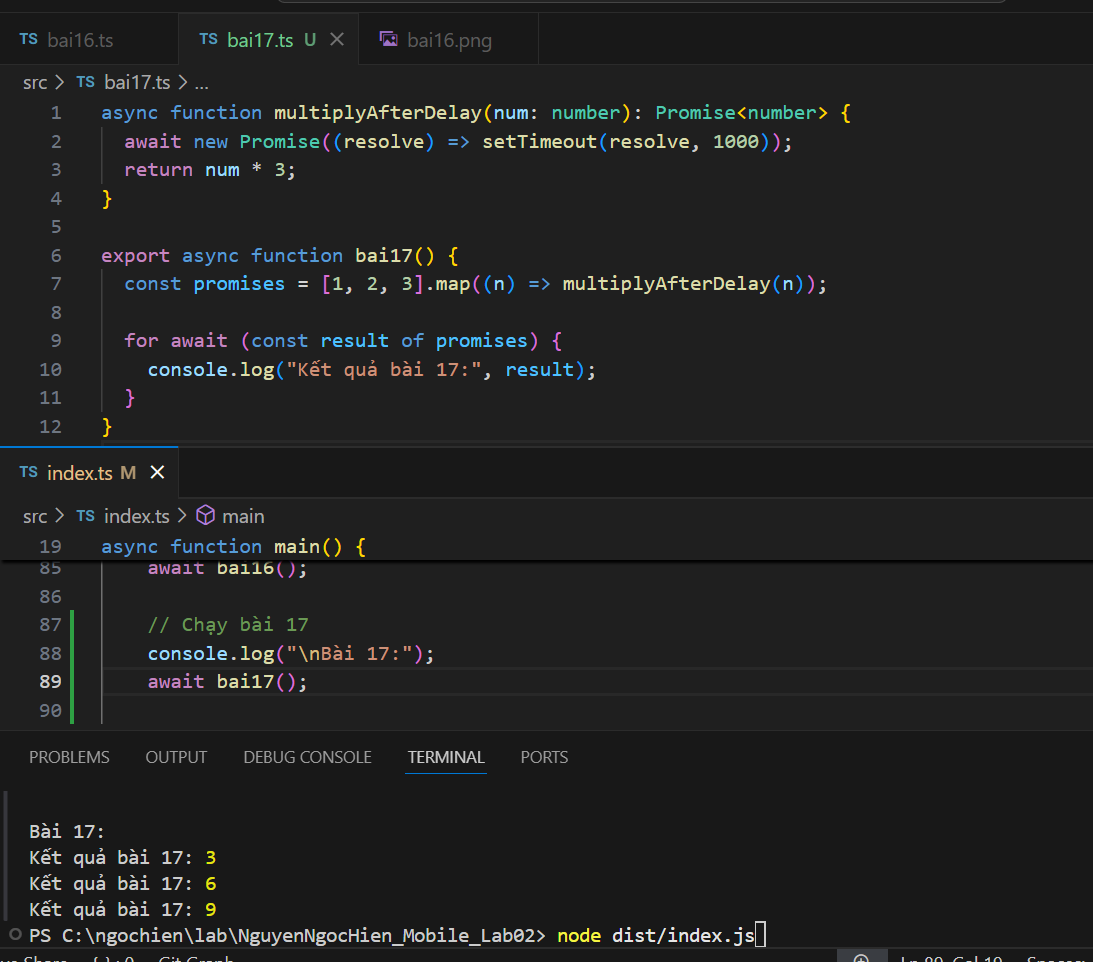 TS bai16.ts TS bai17.ts U bai16.png
src > TS bai17.ts > ...
1 async function multiplyAfterDelay(num: number): Promise<number> {
2 await new Promise((resolve) => setTimeout(resolve, 1000));
3 return num * 3;
4 }
5
6 export async function bai17() {
7 const promises = [1, 2, 3].map((n) => multiplyAfterDelay(n));
8
9 for await (const result of promises) {
10 console.log("Kết quả bài 17:", result);
11 }
12 }
TS index.ts M
src > TS index.ts > main
19 async function main() {
85 await bai16();
86
87 // Chạy bài 17
88 console.log("\nBài 17:");
89 await bai17();
90
PROBLEMS OUTPUT DEBUG CONSOLE TERMINAL PORTS
Bài 17:
Kết quả bài 17: 3
Kết quả bài 17: 6
Kết quả bài 17: 9
PS C:\ngochien\lab\NguyenNgocHien_Mobile_Lab02> node dist/index.js